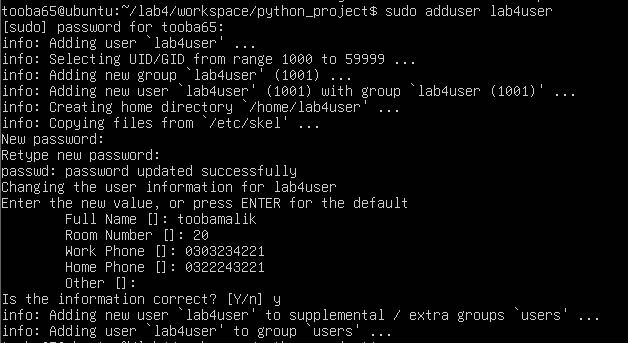 tooba65@ubuntu:~/lab4/workspace/python_project$ sudo adduser lab4user
[sudo] password for tooba65:
info: Adding user `lab4user' ...
info: Selecting UID/GID from range 1000 to 59999 ...
info: Adding new group `lab4user' (1001) ...
info: Adding new user `lab4user' (1001) with group `lab4user (1001)' ...
info: Creating home directory `/home/lab4user' ...
info: Copying files from `/etc/skel' ...
New password:
Retype new password:
passwd: password updated successfully
Changing the user information for lab4user
Enter the new value, or press ENTER for the default
Full Name []: toobamalik
Room Number []: 20
Work Phone []: 0303234221
Home Phone []: 0322243221
Other []:
Is the information correct? [Y/n] y
info: Adding new user `lab4user' to supplemental / extra groups `users' ...
info: Adding user `lab4user' to group `users' ...